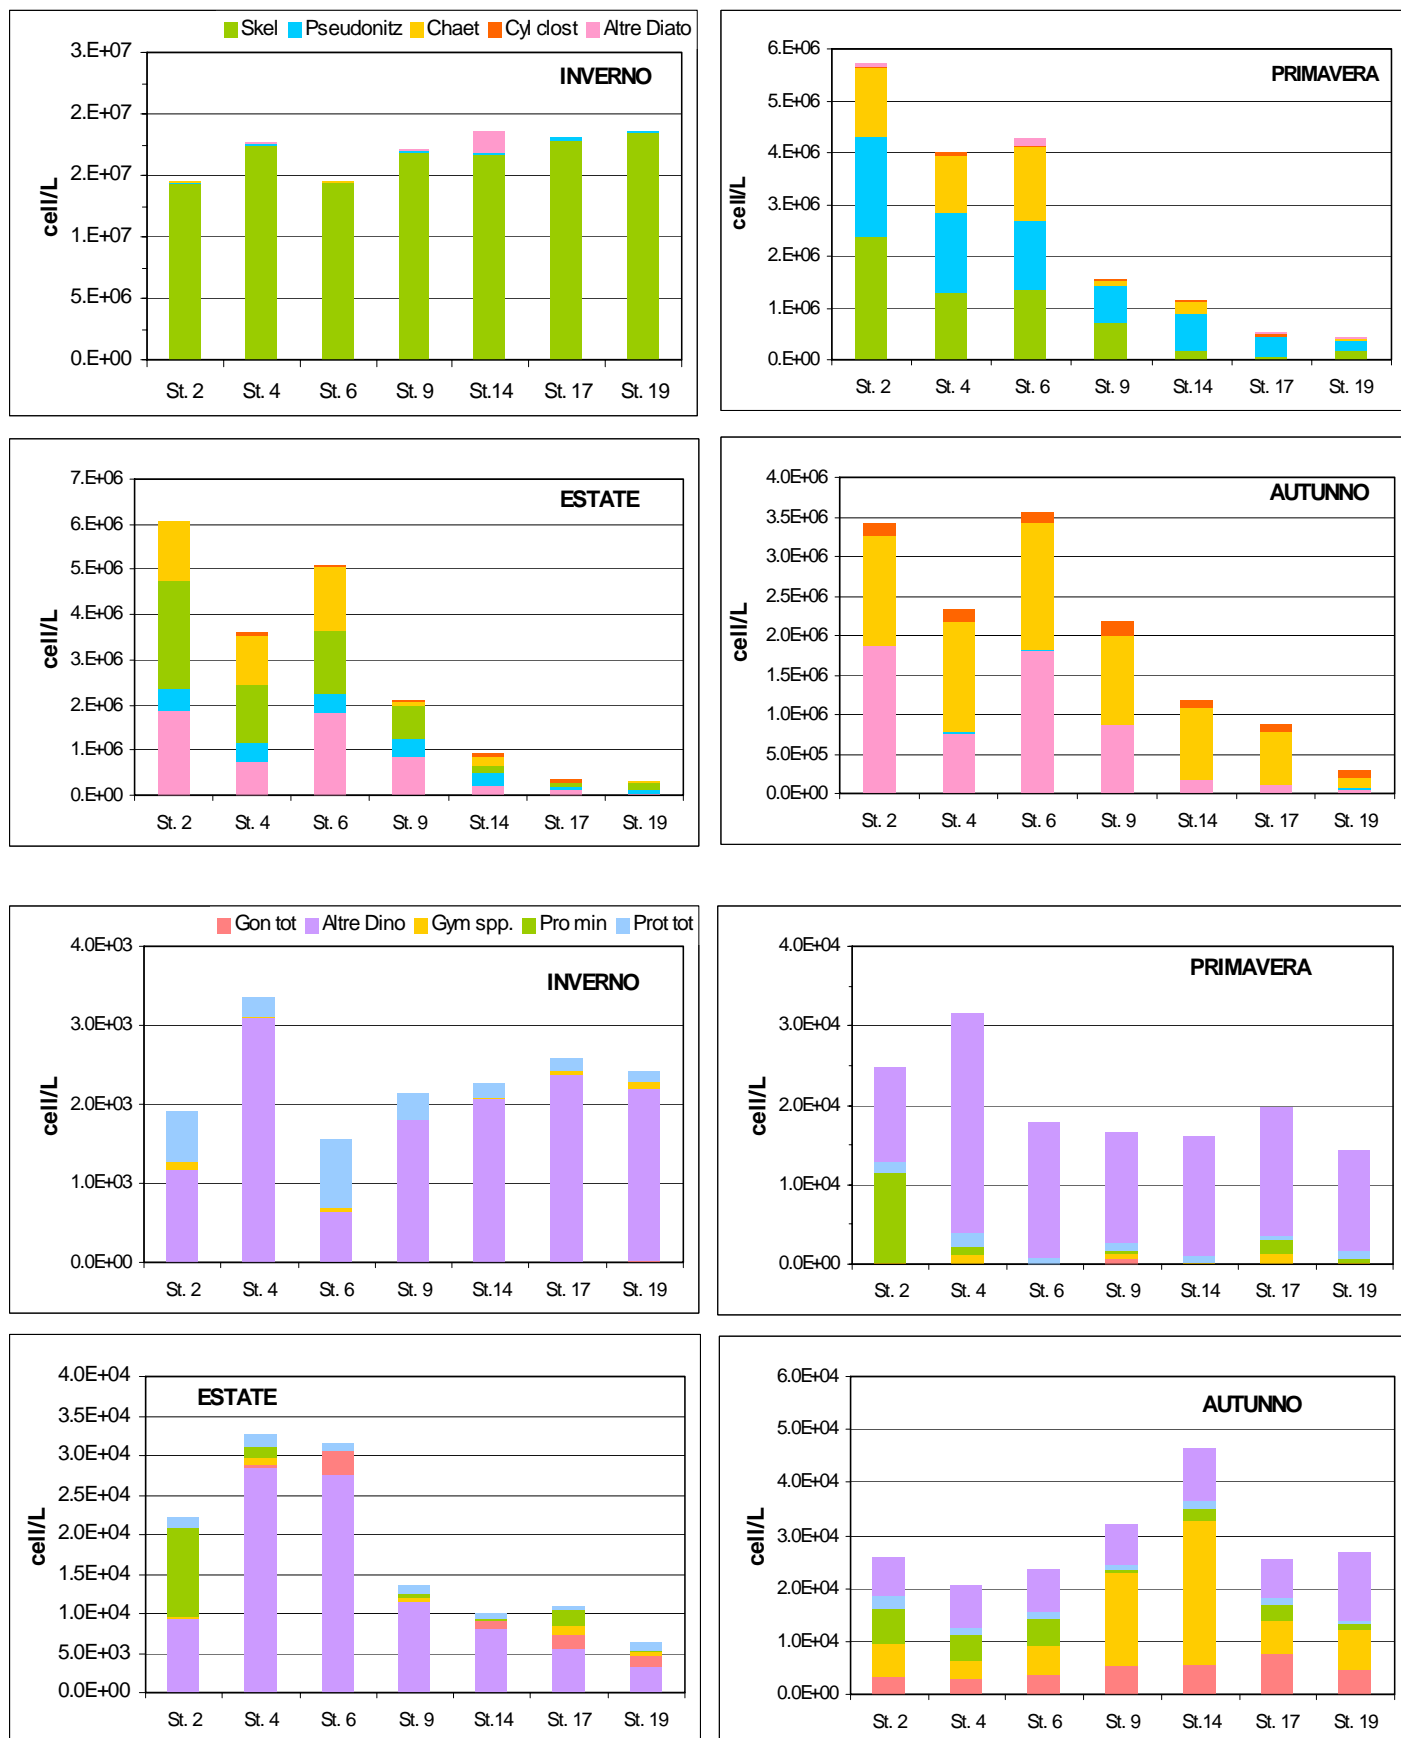 Skel Pseudonitz Chaet Cyl clost Altre Diato
INVERNO
cell/L
3.E+07
2.E+07
2.E+07
1.E+07
5.E+06
0.E+00
St. 2 St. 4 St. 6 St. 9 St.14 St. 17 St. 19
PRIMAVERA
cell/L
6.E+06
5.E+06
4.E+06
3.E+06
2.E+06
1.E+06
0.E+00
St. 2 St. 4 St. 6 St. 9 St.14 St. 17 St. 19
ESTATE
cell/L
7.E+06
6.E+06
5.E+06
4.E+06
3.E+06
2.E+06
1.E+06
0.E+00
St. 2 St. 4 St. 6 St. 9 St.14 St. 17 St. 19
AUTUNNO
cell/L
4.0E+06
3.5E+06
3.0E+06
2.5E+06
2.0E+06
1.5E+06
1.0E+06
5.0E+05
0.0E+00
St. 2 St. 4 St. 6 St. 9 St.14 St. 17 St. 19
Gon tot Altre Dino Gym spp. Pro min Prot tot
INVERNO
cell/L
4.0E+03
3.0E+03
2.0E+03
1.0E+03
0.0E+00
St. 2 St. 4 St. 6 St. 9 St.14 St. 17 St. 19
PRIMAVERA
cell/L
4.0E+04
3.0E+04
2.0E+04
1.0E+04
0.0E+00
St. 2 St. 4 St. 6 St. 9 St.14 St. 17 St. 19
ESTATE
cell/L
4.0E+04
3.5E+04
3.0E+04
2.5E+04
2.0E+04
1.5E+04
1.0E+04
5.0E+03
0.0E+00
St. 2 St. 4 St. 6 St. 9 St.14 St. 17 St. 19
AUTUNNO
cell/L
6.0E+04
5.0E+04
4.0E+04
3.0E+04
2.0E+04
1.0E+04
0.0E+00
St. 2 St. 4 St. 6 St. 9 St.14 St. 17 St. 19